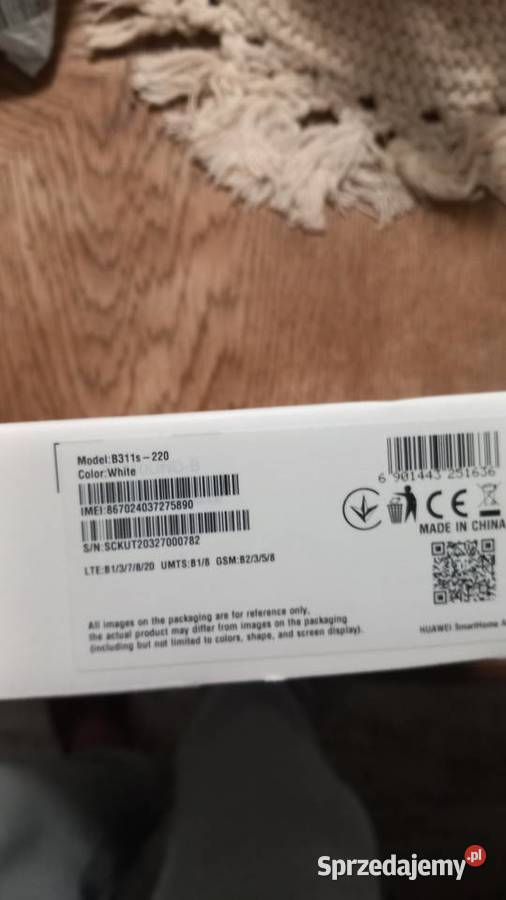 Model:B311s-220
Color:White
IMEI:867024037275890
S/N:SCKUT20327000782
LTE:B1/3/7/8/20 UMTS:B1/8 GSM:B2/3/5/8
All images on the packaging are for reference only,
the actual product may differ from images on the packaging
(including but not limited to colors, shape, and screen display).
6 901443 251636
CE
MADE IN CHINA
HUAWEI SmartHome
Sprzedajemy.pl